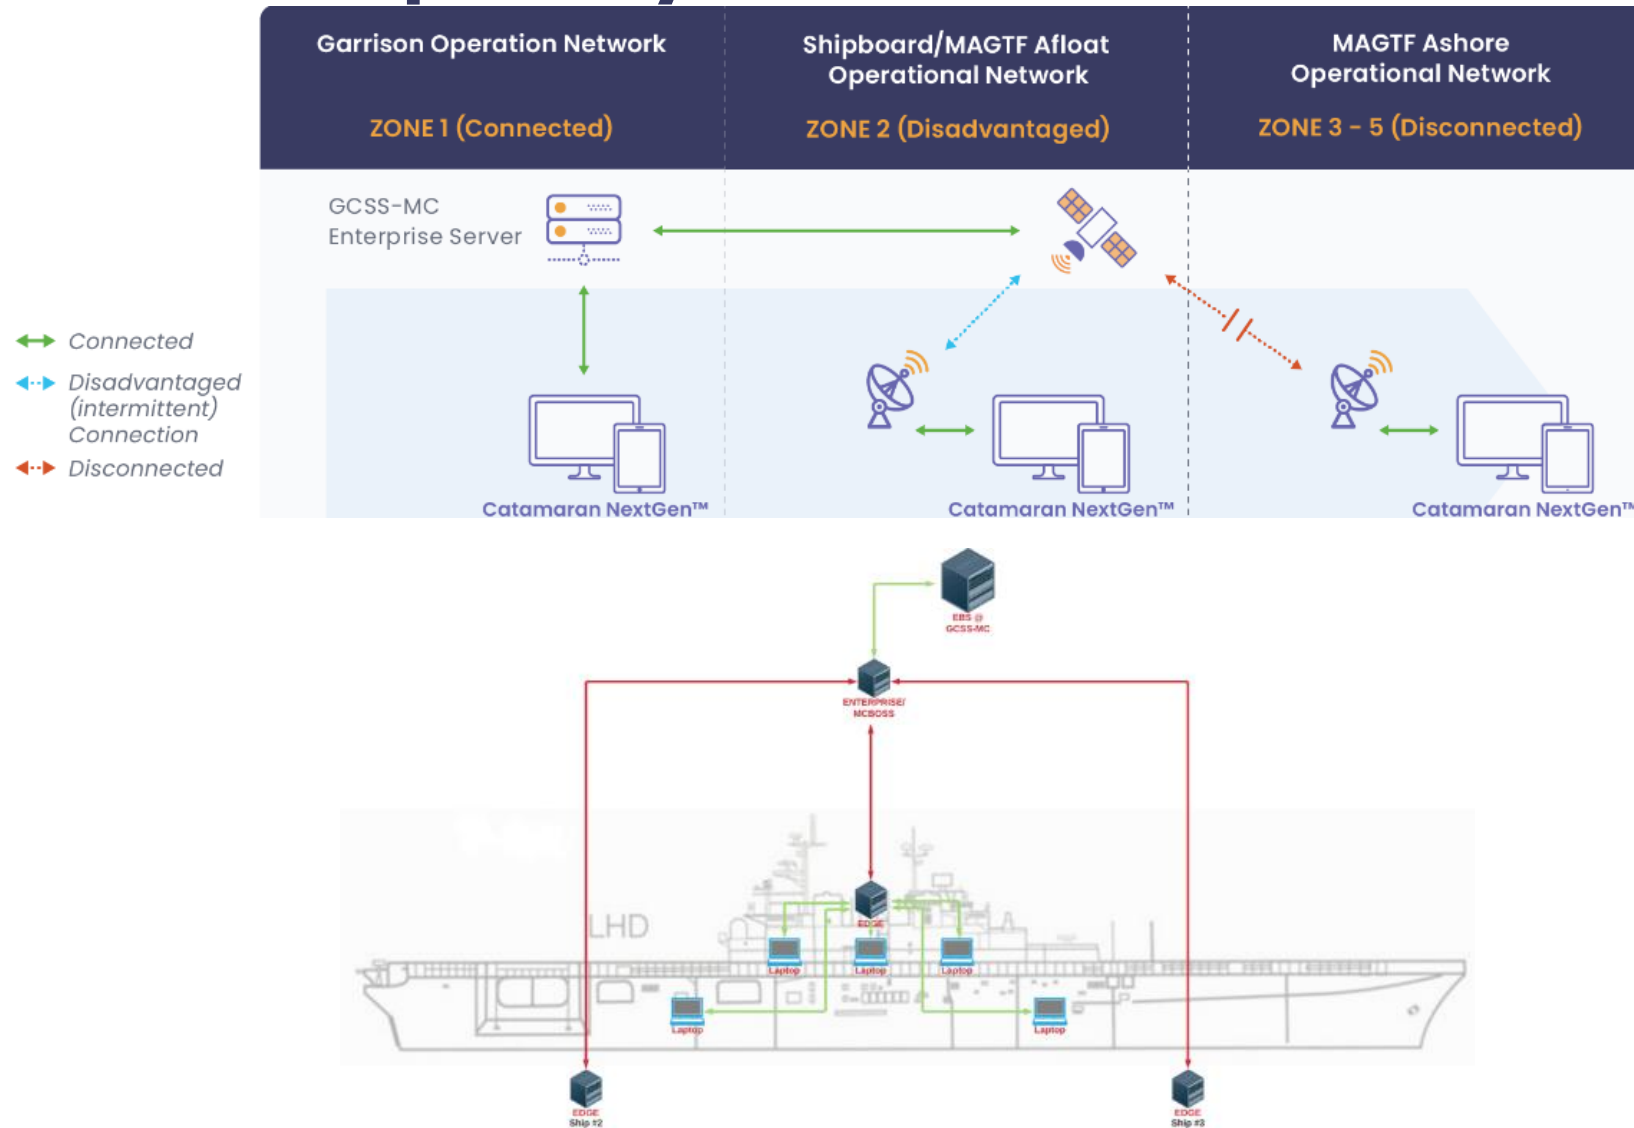 Garrison Operation Network
ZONE 1 (Connected)
Shipboard/MAGTF Afloat
Operational Network
ZONE 2 (Disadvantaged)
MAGTF Ashore
Operational Network
ZONE 3 - 5 (Disconnected)
GCSS-MC
Enterprise Server
Connected
Disadvantaged
(intermittent)
Connection
Disconnected
Catamaran NextGen™
Catamaran NextGen™
Catamaran NextGen™
EBS @
GCSS-MC
ENTERPRISE/
MCBOSS
LHD
EDGE
Laptop
Laptop
Laptop
Laptop
Laptop
EDGE
Ship #2
EDGE
Ship #3